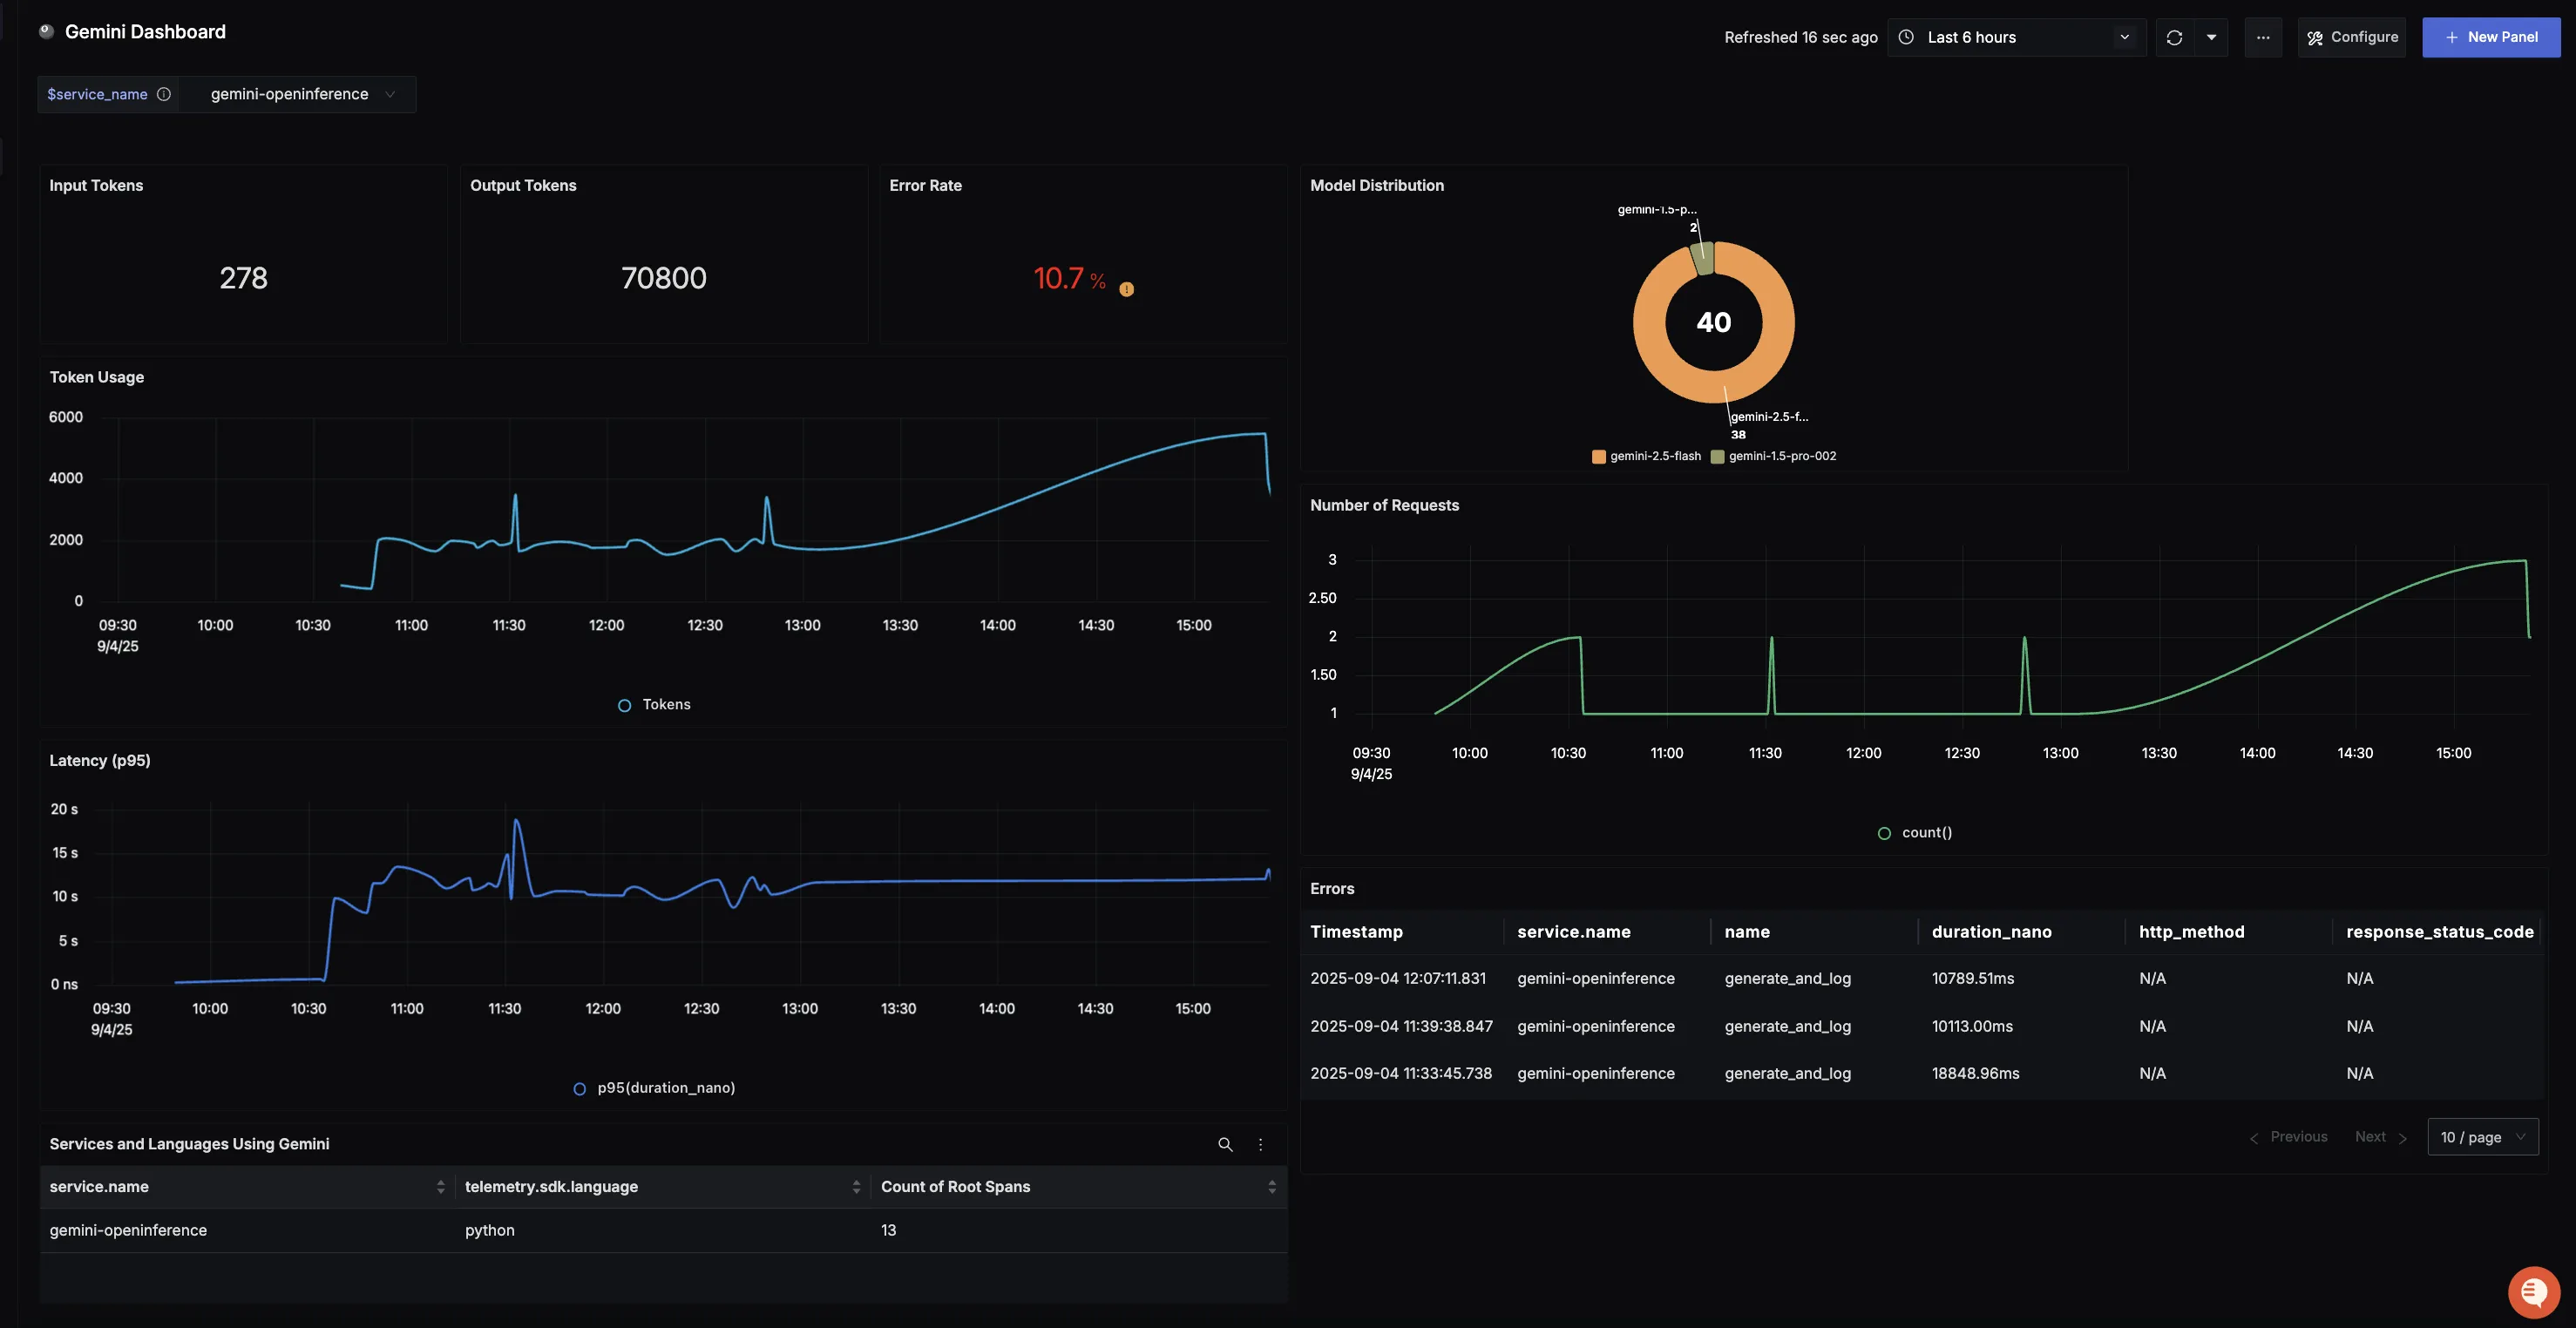 Gemini Dashboard
Refreshed 16 sec ago
Last 6 hours
Configure
+ New Panel
$service_name
gemini-openinference
Input Tokens
278
Output Tokens
70800
Error Rate
10.7 %
Model Distribution
gemini-1.5-p...
2
40
gemini-2.5-f...
38
gemini-2.5-flash
gemini-1.5-pro-002
Token Usage
6000
4000
2000
0
09:30 10:00 10:30 11:00 11:30 12:00 12:30 13:00 13:30 14:00 14:30 15:00
9/4/25
Tokens
Number of Requests
3
2.50
2
1.50
1
09:30 10:00 10:30 11:00 11:30 12:00 12:30 13:00 13:30 14:00 14:30 15:00
9/4/25
count()
Latency (p95)
20 s
15 s
10 s
5 s
0 ns
09:30 10:00 10:30 11:00 11:30 12:00 12:30 13:00 13:30 14:00 14:30 15:00
9/4/25
p95(duration_nano)
Errors
Timestamp service.name name duration_nano http_method response_status_code
2025-09-04 12:07:11.831 gemini-openinference generate_and_log 10789.51ms N/A N/A
2025-09-04 11:39:38.847 gemini-openinference generate_and_log 10113.00ms N/A N/A
2025-09-04 11:33:45.738 gemini-openinference generate_and_log 18848.96ms N/A N/A
Previous Next 10 / page
Services and Languages Using Gemini
service.name telemetry.sdk.language Count of Root Spans
gemini-openinference python 13